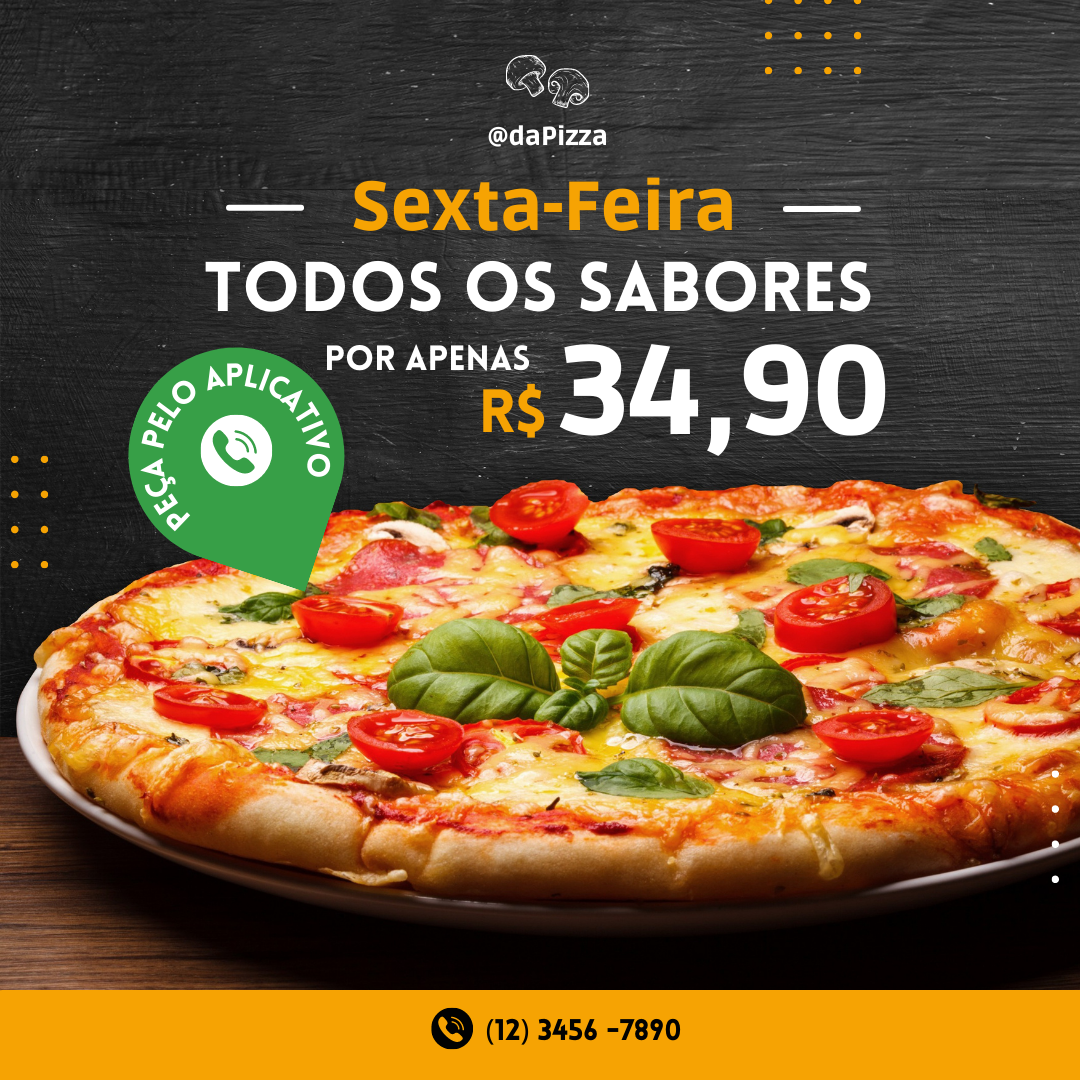 @daPizza
Sexta-Feira
TODOS OS SABORES
POR APENAS
R$ 34,90
PEÇA PELO APLICATIVO
(12) 3456 -7890